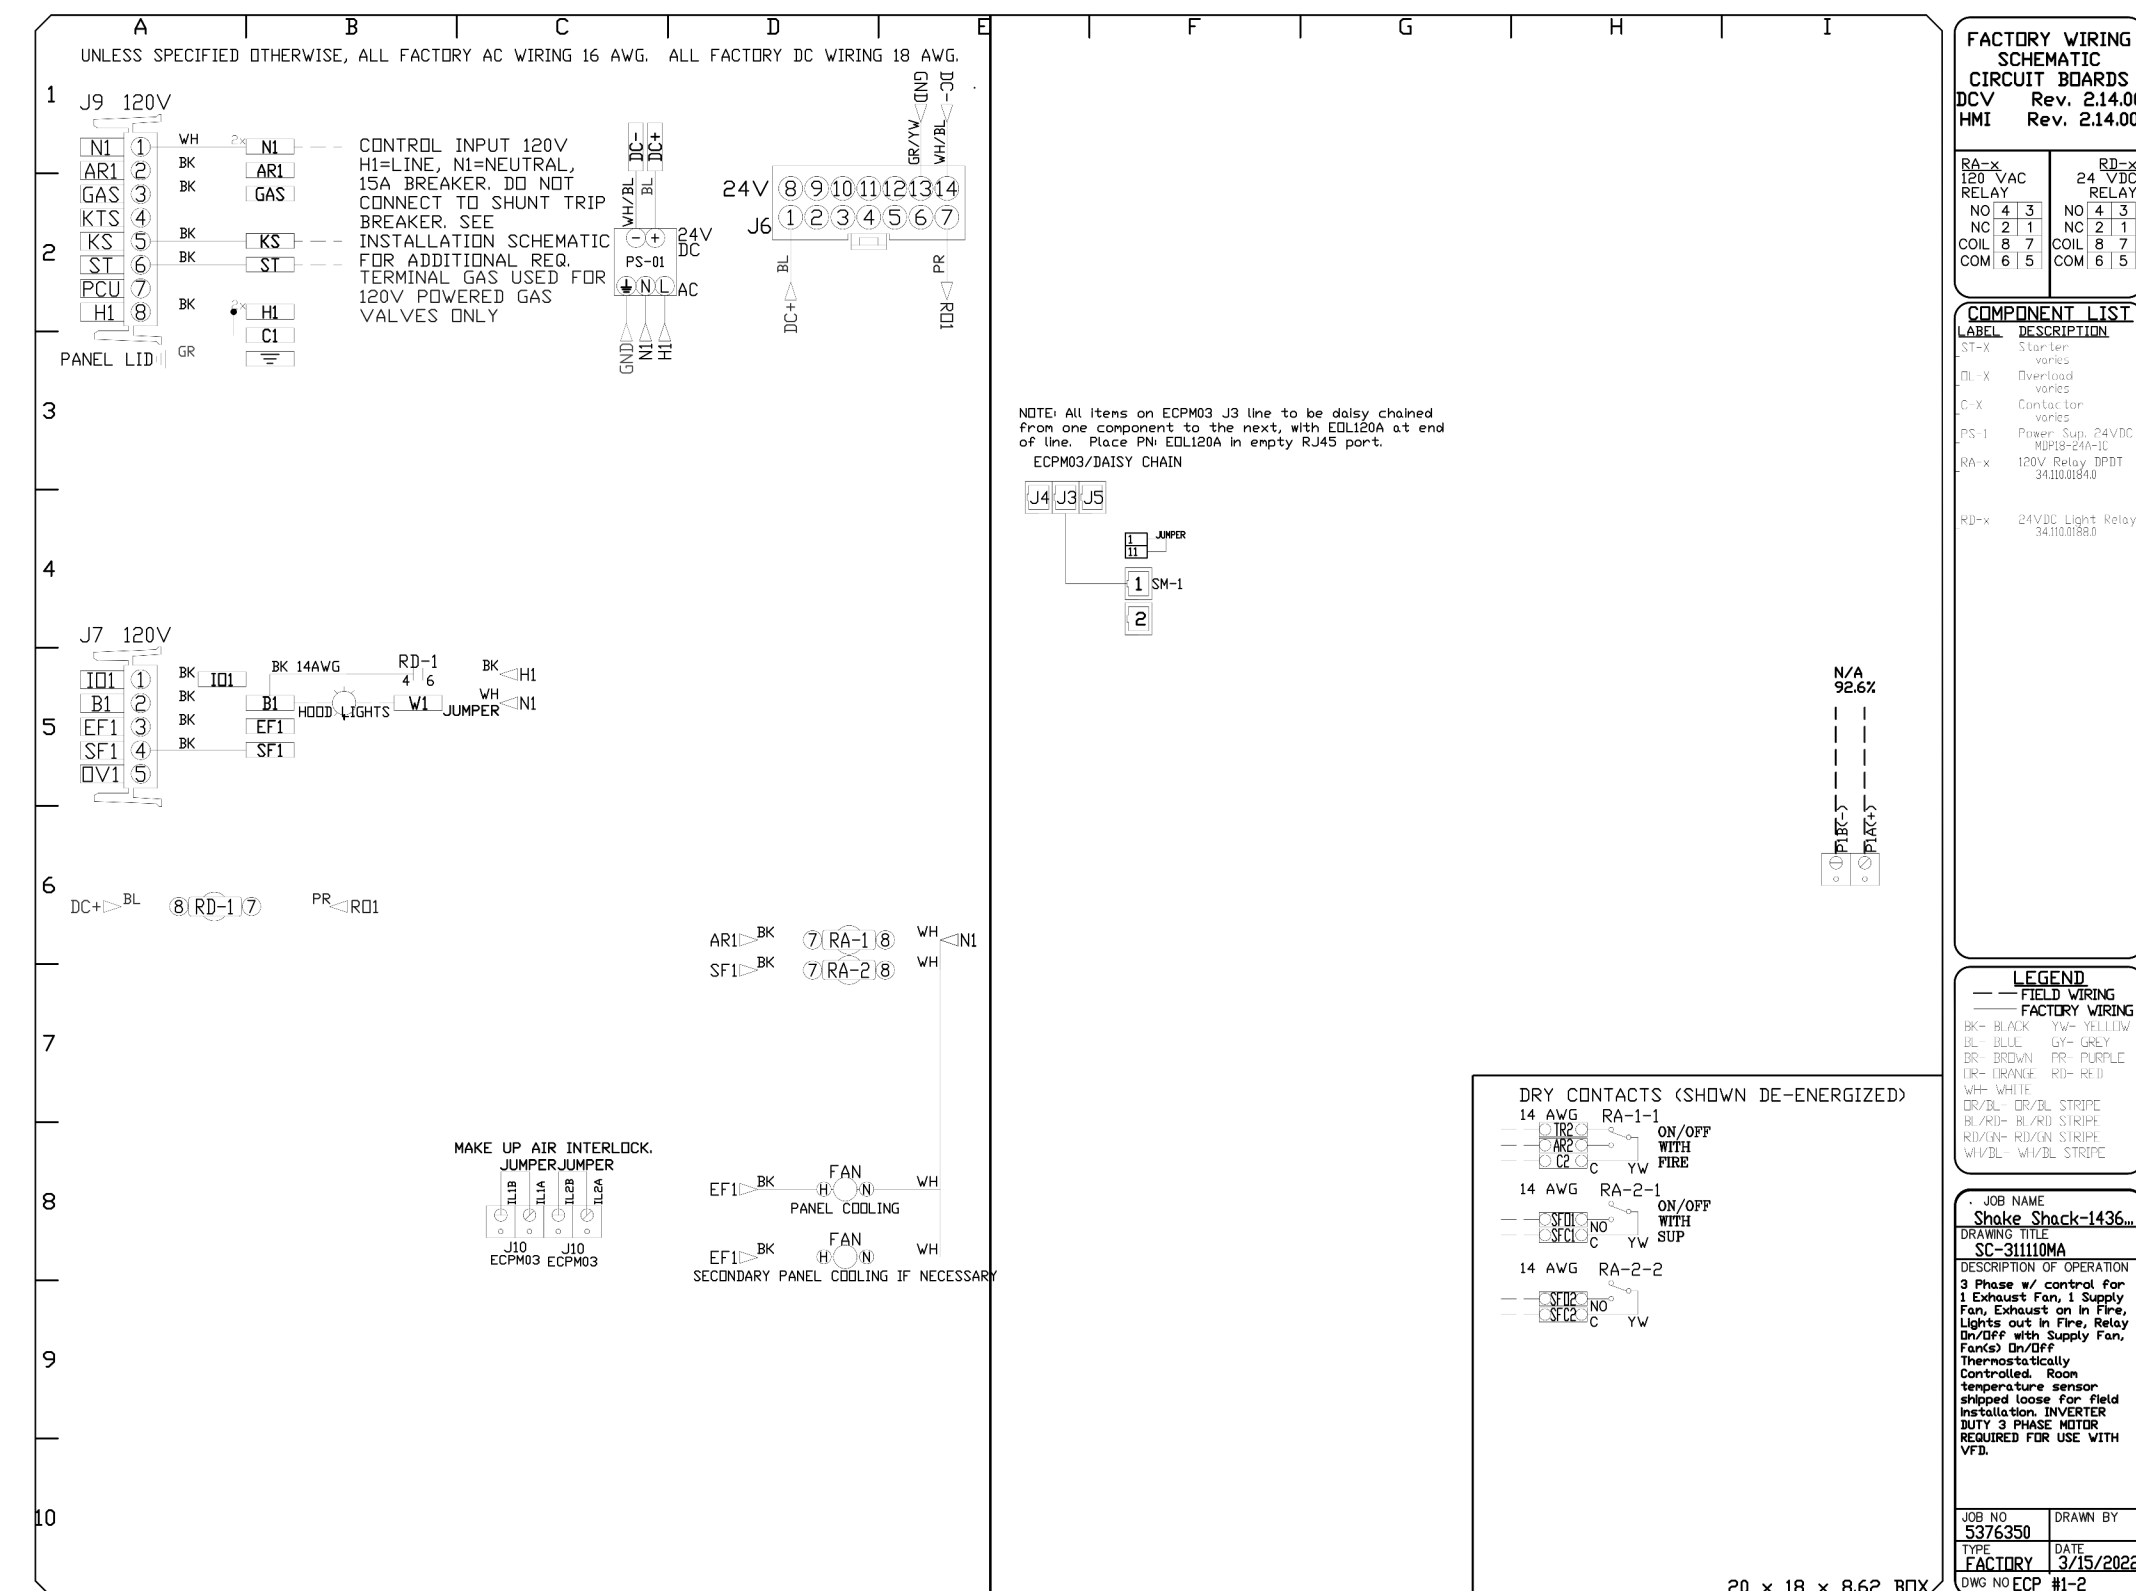 A B C D E F G H I
UNLESS SPECIFIED OTHERWISE, ALL FACTORY AC WIRING 16 AWG. ALL FACTORY DC WIRING 18 AWG.
1
2
3
4
5
6
7
8
9
10
J9 120V
N1 1 WH 2x N1
AR1 2 BK AR1
GAS 3 BK GAS
KTS 4
KS 5 BK KS
ST 6 BK ST
PCU 7
H1 8 BK 2x H1
C1
PANEL LID GR
CONTROL INPUT 120V
H1=LINE, N1=NEUTRAL,
15A BREAKER. DO NOT
CONNECT TO SHUNT TRIP
BREAKER. SEE
INSTALLATION SCHEMATIC
FOR ADDITIONAL REQ.
TERMINAL GAS USED FOR
120V POWERED GAS
VALVES ONLY
DC- DC+
WH/BL BL
- + 24V
DC
PS-01
N L AC
GND N1 H1
GND DC-
GR/YW WH/BL
24V 8 9 10 11 12 13 14
J6 1 2 3 4 5 6 7
BL PR
DC+ RO1
J7 120V
IO1 1 BK IO1
B1 2 BK B1
EF1 3 BK EF1
SF1 4 BK SF1
OV1 5
BK 14AWG RD-1 BK H1
4 6
HOOD LIGHTS W1 JUMPER WH N1
DC+ BL 8 RD-1 7 PR RO1
AR1 BK 7 RA-1 8 WH N1
SF1 BK 7 RA-2 8 WH
MAKE UP AIR INTERLOCK.
JUMPER JUMPER
IL1B IL1A IL2B IL2A
J10 J10
ECPM03 ECPM03
EF1 BK FAN WH
H N
PANEL COOLING
EF1 BK FAN WH
H N
SECONDARY PANEL COOLING IF NECESSARY
NOTE: All items on ECPM03 J3 line to be daisy chained
from one component to the next, with EOL120A at end
of line. Place PN: EOL120A in empty RJ45 port.
ECPM03/DAISY CHAIN
J4 J3 J5
1 JUMPER
11
1 SM-1
2
N/A
92.6%
P1B(-) P1A(+)
DRY CONTACTS (SHOWN DE-ENERGIZED)
14 AWG RA-1-1
TR2 ON/OFF
AR2 WITH
C2 C YW FIRE
14 AWG RA-2-1
ON/OFF
SFO1 NO WITH
SFC1 C YW SUP
14 AWG RA-2-2
SFO2 NO
SFC2 C YW
20 x 18 x 8.62 BOX
FACTORY WIRING
SCHEMATIC
CIRCUIT BOARDS
DCV Rev. 2.14.00
HMI Rev. 2.14.00
RA-x RD-x
120 VAC 24 VDC
RELAY RELAY
NO 4 3 NO 4 3
NC 2 1 NC 2 1
COIL 8 7 COIL 8 7
COM 6 5 COM 6 5
COMPONENT LIST
LABEL DESCRIPTION
ST-X Starter
varies
OL-X Overload
varies
C-X Contactor
varies
PS-1 Power Sup. 24VDC
MDP18-24A-1C
RA-x 120V Relay DPDT
34.110.0184.0
RD-x 24VDC Light Relay
34.110.0188.0
LEGEND
FIELD WIRING
FACTORY WIRING
BK- BLACK YW- YELLOW
BL- BLUE GY- GREY
BR- BROWN PR- PURPLE
OR- ORANGE RD- RED
WH- WHITE
OR/BL- OR/BL STRIPE
BL/RD- BL/RD STRIPE
RD/GN- RD/GN STRIPE
WH/BL- WH/BL STRIPE
JOB NAME
Shake Shack-1436...
DRAWING TITLE
SC-311110MA
DESCRIPTION OF OPERATION
3 Phase w/ control for
1 Exhaust Fan, 1 Supply
Fan, Exhaust on in Fire,
Lights out in Fire, Relay
On/Off with Supply Fan,
Fan(s) On/Off
Thermostatically
Controlled. Room
temperature sensor
shipped loose for field
installation. INVERTER
DUTY 3 PHASE MOTOR
REQUIRED FOR USE WITH
VFD.
JOB NO DRAWN BY
5376350
TYPE DATE
FACTORY 3/15/2022
DWG NO ECP #1-2